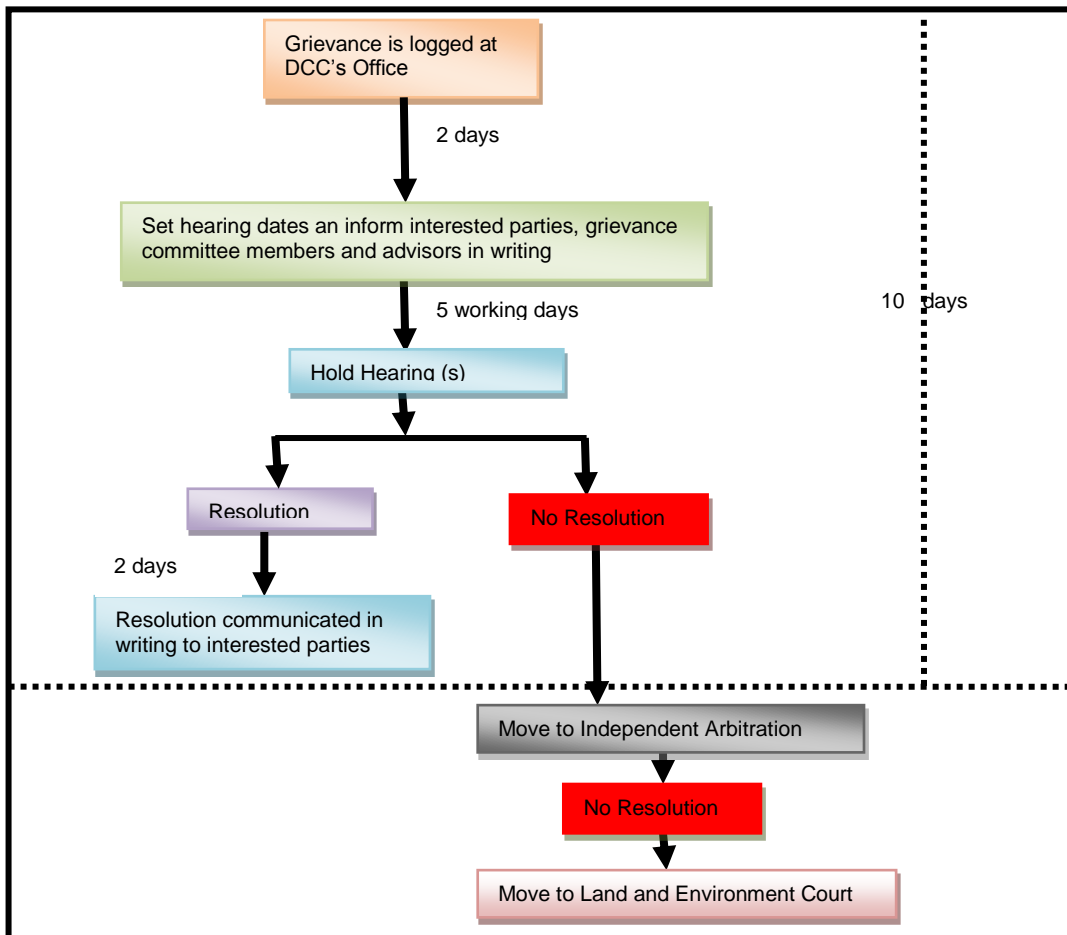 Grievance is logged at
DCC's Office
2 days
Set hearing dates an inform interested parties, grievance
committee members and advisors in writing
5 working days
10 days
Hold Hearing (s)
Resolution
No Resolution
2 days
Resolution communicated in
writing to interested parties
Move to Independent Arbitration
No Resolution
Move to Land and Environment Court